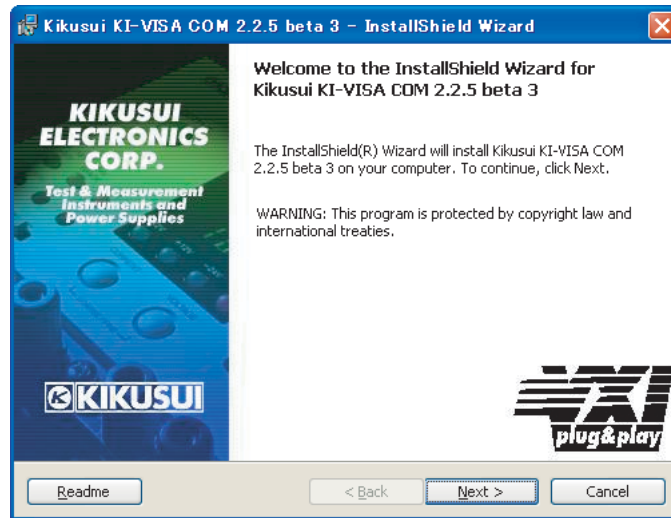 Kikusui KI-VISA COM 2.2.5 beta 3 - InstallShield Wizard
KIKUSUI
ELECTRONICS
CORP.
Test & Measurement
Instruments and
Power Supplies
KIKUSUI
Welcome to the InstallShield Wizard for
Kikusui KI-VISA COM 2.2.5 beta 3
The InstallShield(R) Wizard will install Kikusui KI-VISA COM
2.2.5 beta 3 on your computer. To continue, click Next.
WARNING: This program is protected by copyright law and
international treaties.
VXI
plug&play
Readme
< Back
Next >
Cancel